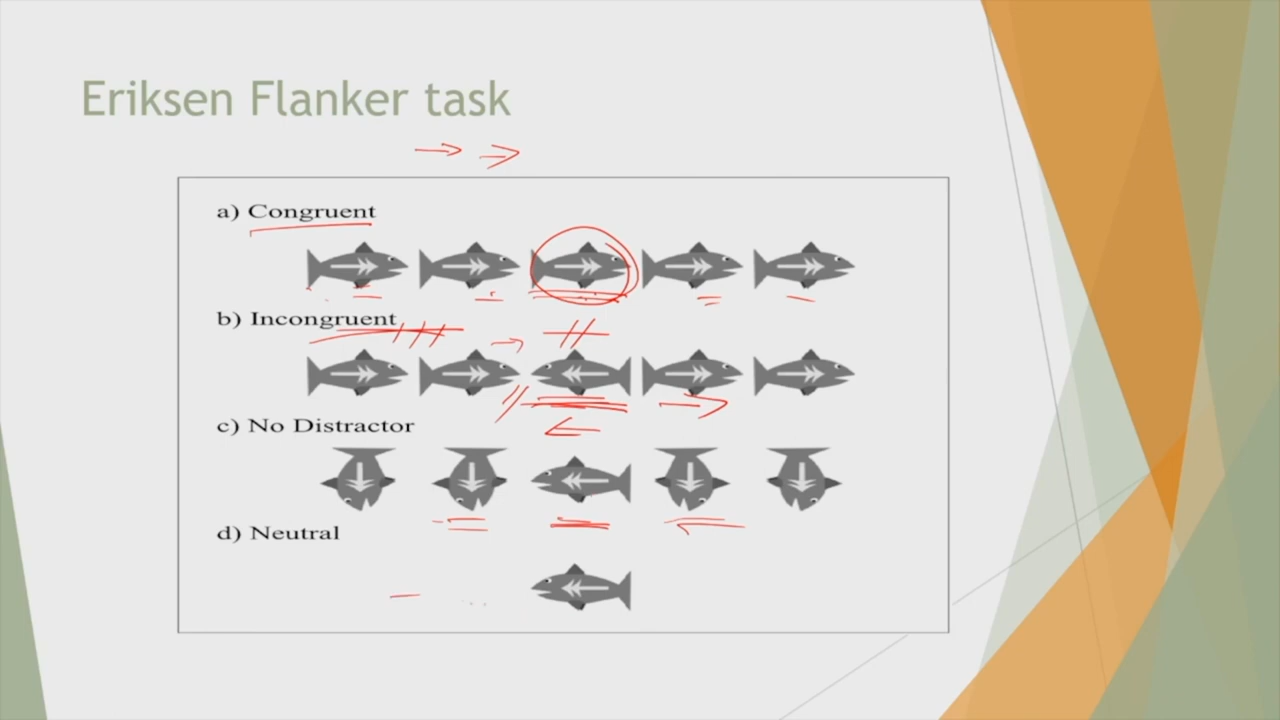 Eriksen Flanker task
a) Congruent
b) Incongruent
c) No Distractor
d) Neutral